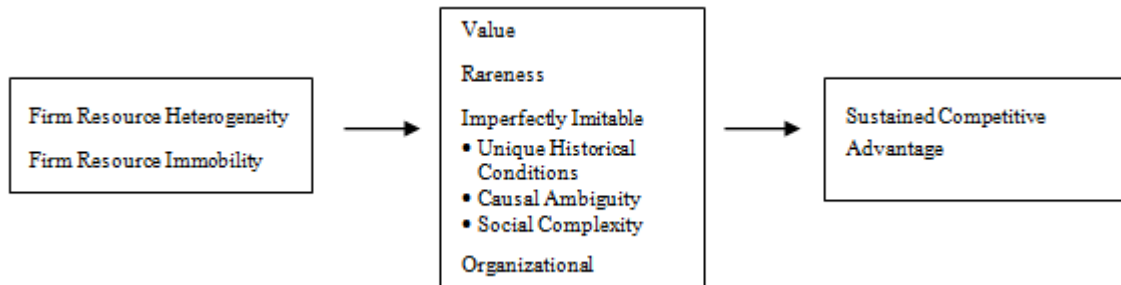 Firm Resource Heterogeneity
Firm Resource Immobility
Value
Rareness
Imperfectly Imitable
• Unique Historical
Conditions
• Causal Ambiguity
• Social Complexity
Organizational
Sustained Competitive
Advantage